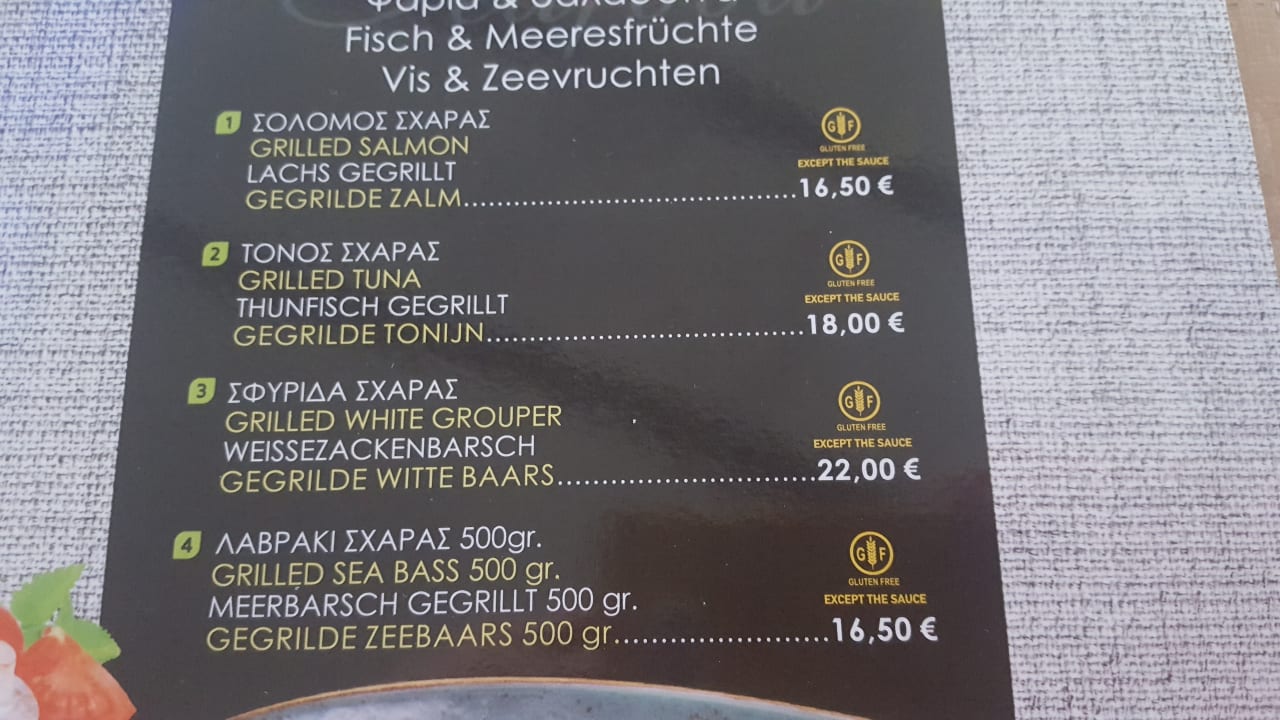 Ψάρια & Θαλασσινά
Fisch & Meeresfrüchte
Vis & Zeevruchten
1 ΣΟΛΟΜΟΣ ΣΧΑΡΑΣ
GRILLED SALMON
LACHS GEGRILLT
GEGRILDE ZALM
G F
GLUTEN FREE
EXCEPT THE SAUCE
16,50 €
2 ΤΟΝΟΣ ΣΧΑΡΑΣ
GRILLED TUNA
THUNFISCH GEGRILLT
GEGRILDE TONIJN
G F
GLUTEN FREE
EXCEPT THE SAUCE
18,00 €
3 ΣΦΥΡΙΔΑ ΣΧΑΡΑΣ
GRILLED WHITE GROUPER
WEISSEZACKENBARSCH
GEGRILDE WITTE BAARS
G F
GLUTEN FREE
EXCEPT THE SAUCE
22,00 €
4 ΛΑΒΡΑΚΙ ΣΧΑΡΑΣ 500gr.
GRILLED SEA BASS 500 gr.
MEERBARSCH GEGRILLT 500 gr.
GEGRILDE ZEEBAARS 500 gr
G F
GLUTEN FREE
EXCEPT THE SAUCE
16,50 €